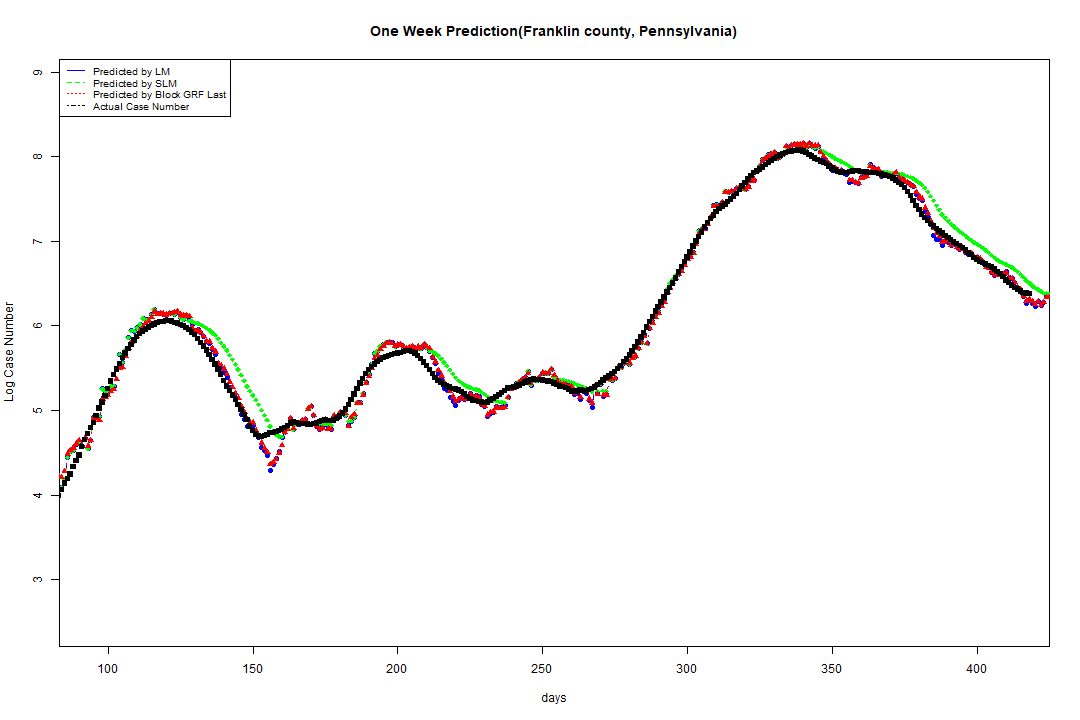 One Week Prediction(Franklin county, Pennsylvania)
Predicted by LM
Predicted by SLM
Predicted by Block GRF Last
Actual Case Number
9
8
7
6
5
4
3
Log Case Number
100 150 200 250 300 350 400
days